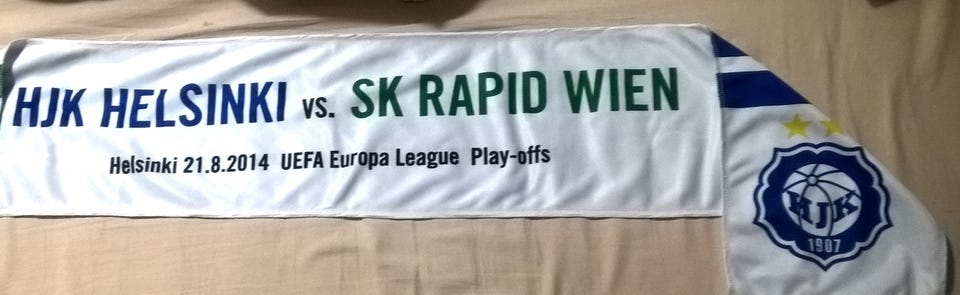 HJK HELSINKI vs. SK RAPID WIEN
Helsinki 21.8.2014 UEFA Europa League Play-offs
HJK
1907